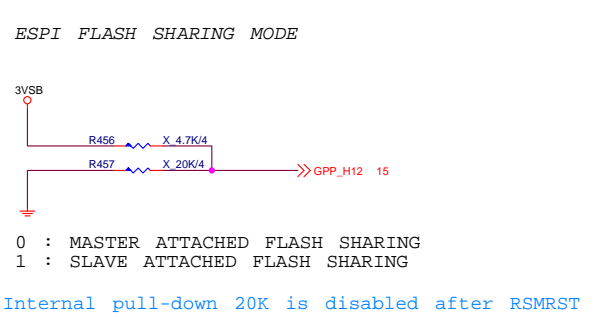 ESPI FLASH SHARING MODE
3VSB
R456 X_4.7K/4
R457 X_20K/4
GPP_H12 15
0 : MASTER ATTACHED FLASH SHARING
1 : SLAVE ATTACHED FLASH SHARING
Internal pull-down 20K is disabled after RSMRST